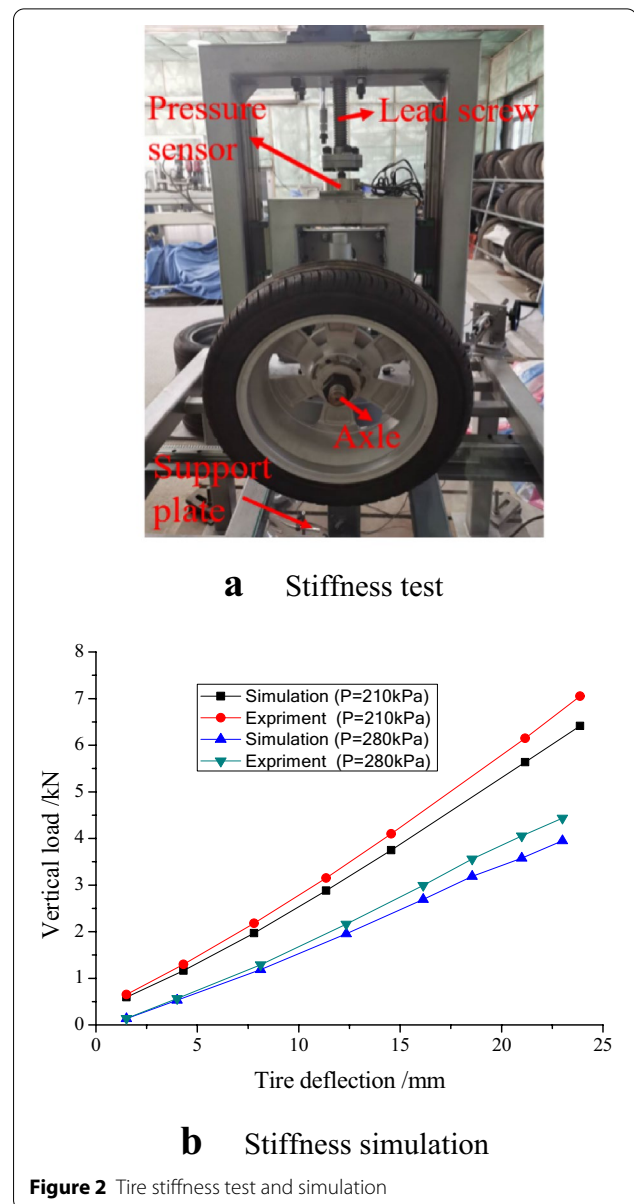 Pressure
sensor
Lead screw
Axle
Support
plate
a Stiffness test
8
7
6
5
4
3
2
1
0
Vertical load /kN
Simulation (P=210kPa)
Expriment (P=210kPa)
Simulation (P=280kPa)
Expriment (P=280kPa)
0 5 10 15 20 25
Tire deflection /mm
b Stiffness simulation
Figure 2 Tire stiffness test and simulation